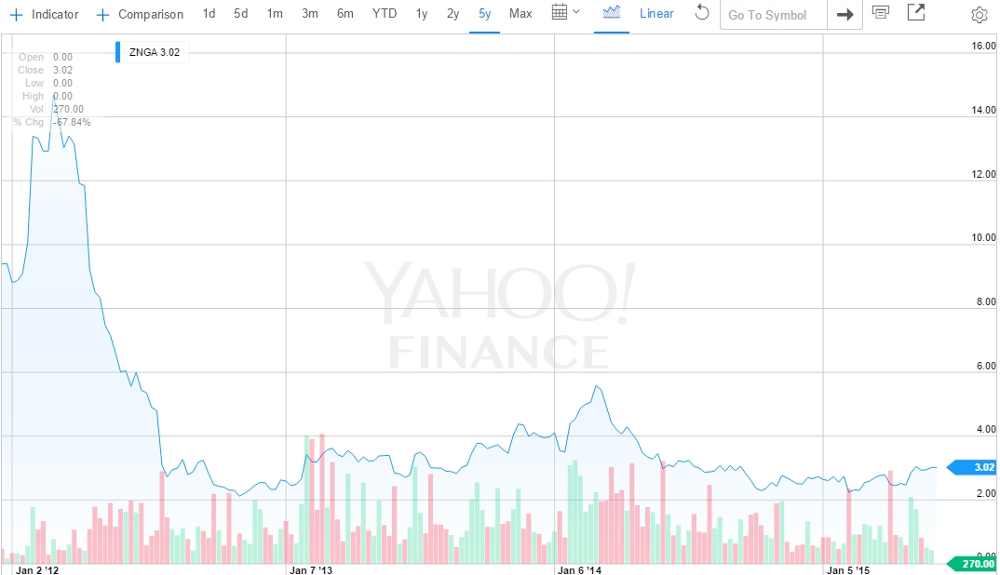 Indicator Comparison 1d 5d 1m 3m 6m YTD 1y 2y 5y Max Linear Go To Symbol
ZNGA 3.02
Open 0.00
Close 3.02
Low 0.00
High 0.00
Vol 270.00
% Chg -67.84%
16.00
14.00
12.00
10.00
8.00
6.00
4.00
3.02
2.00
0.00
270.00
YAHOO!
FINANCE
Jan 2 '12 Jan 7 '13 Jan 6 '14 Jan 5 '15